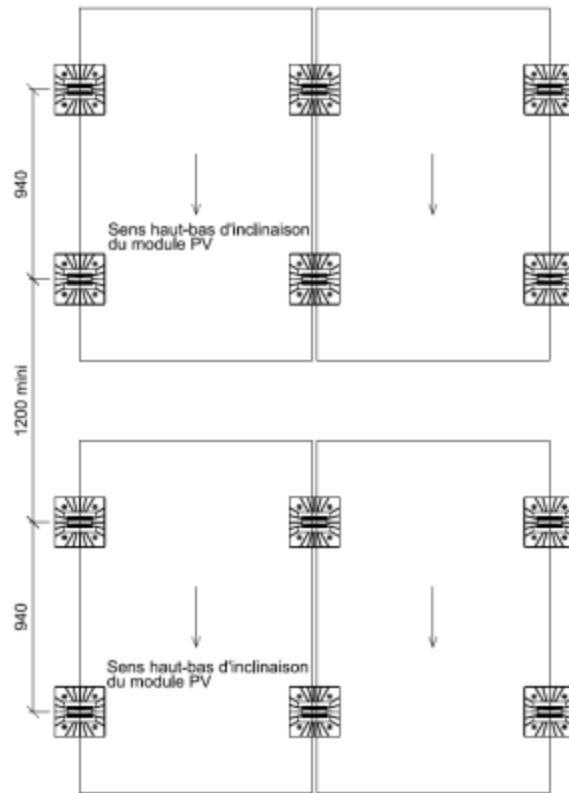 940
Sens haut-bas d'inclinaison
du module PV
1200 mini
940
Sens haut-bas d'inclinaison
du module PV